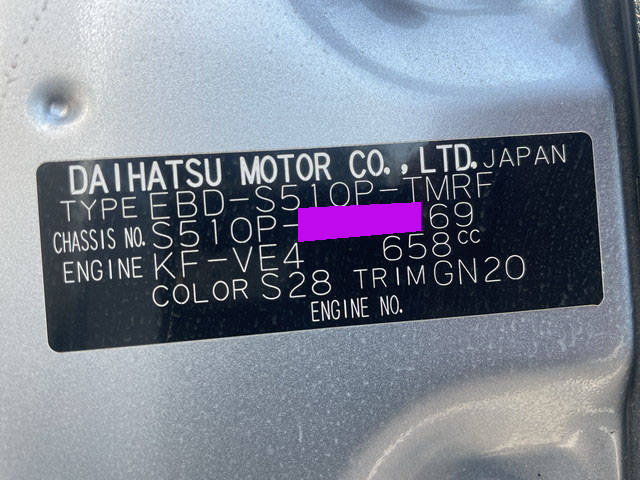 DAIHATSU MOTOR CO., LTD. JAPAN
TYPE EBD-S510P-TMRF
CHASSIS NO. S510P- 69
ENGINE KF-VE4 658cc
COLOR S28 TRIM GN20
ENGINE NO.